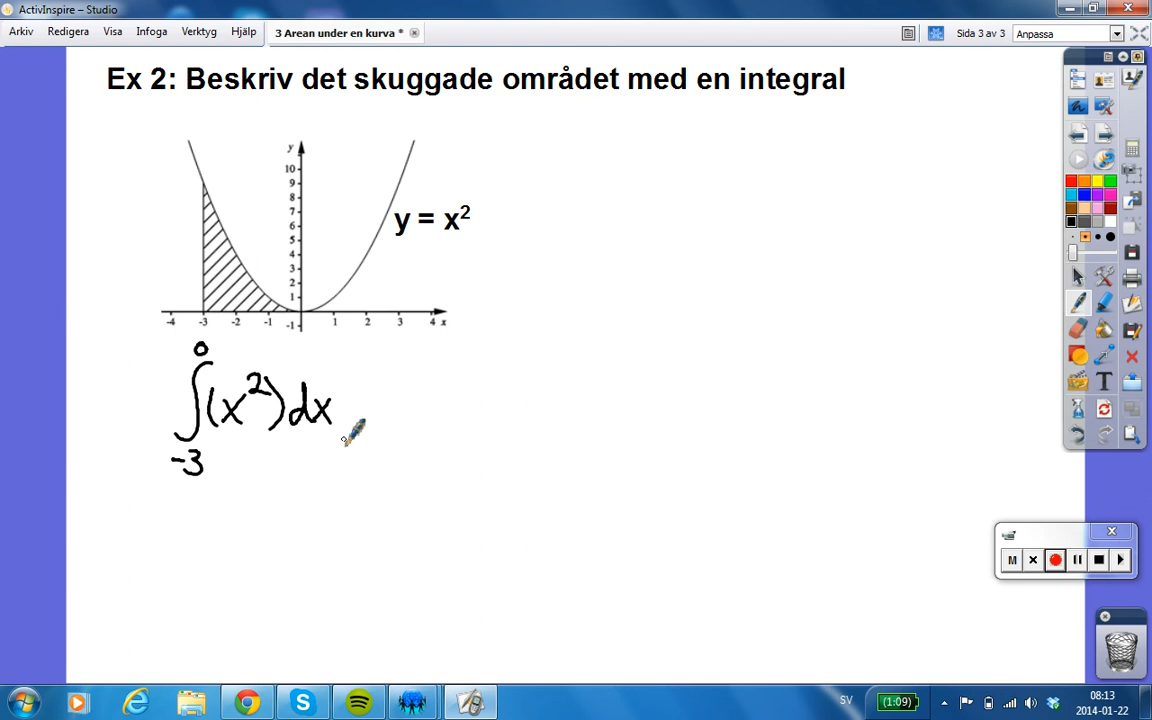 ActivInspire – Studio
Arkiv Redigera Visa Infoga Verktyg Hjälp 3 Arean under en kurva * Sida 3 av 3 Anpassa
Ex 2: Beskriv det skuggade området med en integral
y
10
9
8
7
6
5
4
3
2
1
-4 -3 -2 -1 1 2 3 4 x
-1
y = x²
0
∫(x²)dx
-3
M
SV (1:09) 08:13
2014-01-22